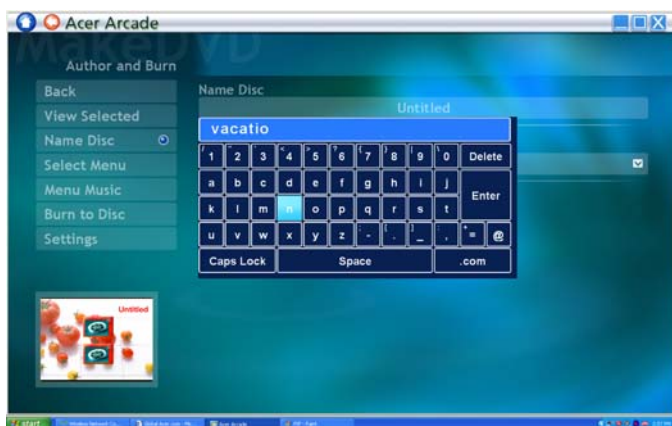 Acer Arcade
MakeDVD
Author and Burn
Back
View Selected
Name Disc
Select Menu
Menu Music
Burn to Disc
Settings
Name Disc
Untitled
vacatio
1 2 3 4 5 6 7 8 9 0 Delete
a b c d e f g h i j
Enter
k l m n o p q r s t
u v w x y z - . _ , = @
Caps Lock Space .com
Untitled
start